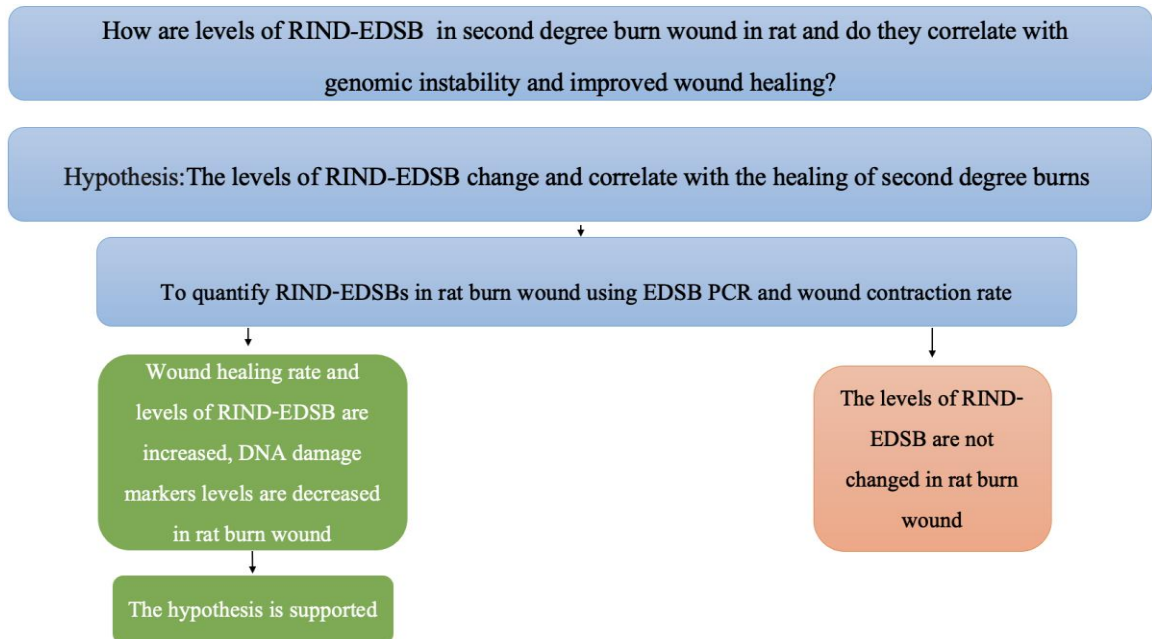 How are levels of RIND-EDSB in second degree burn wound in rat and do they correlate with
genomic instability and improved wound healing?
Hypothesis:The levels of RIND-EDSB change and correlate with the healing of second degree burns
To quantify RIND-EDSBs in rat burn wound using EDSB PCR and wound contraction rate
Wound healing rate and
levels of RIND-EDSB are
increased, DNA damage
markers levels are decreased
in rat burn wound
The hypothesis is supported
The levels of RIND-
EDSB are not
changed in rat burn
wound